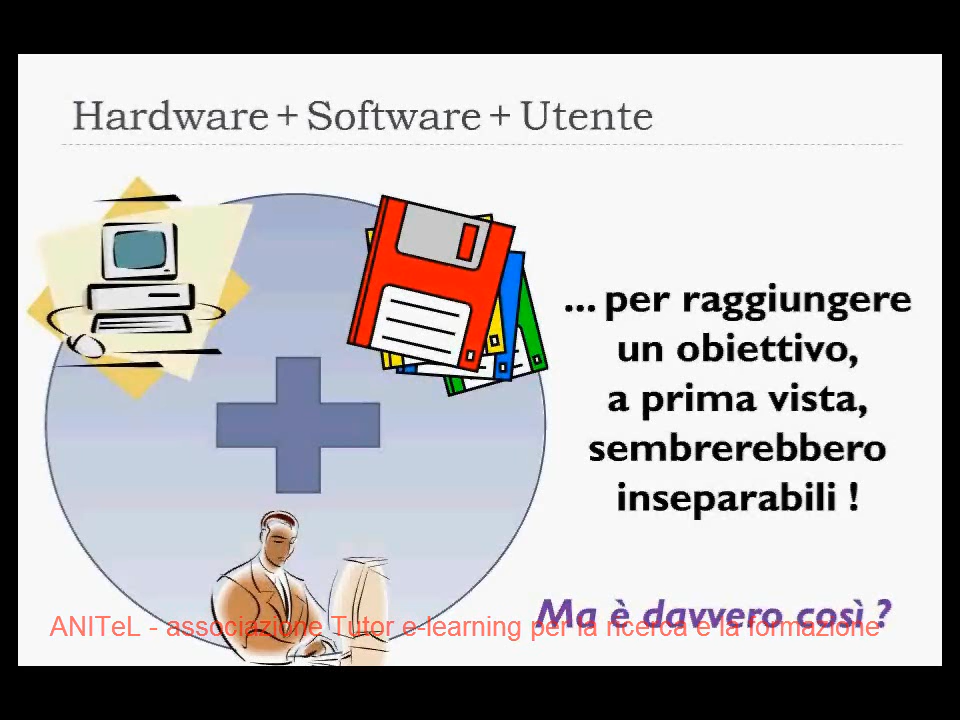 Hardware + Software + Utente
... per raggiungere
un obiettivo,
a prima vista,
sembrerebbero
inseparabili !
Ma è davvero così ?
ANITeL - associazione Tutor e-learning per la ricerca e la formazione